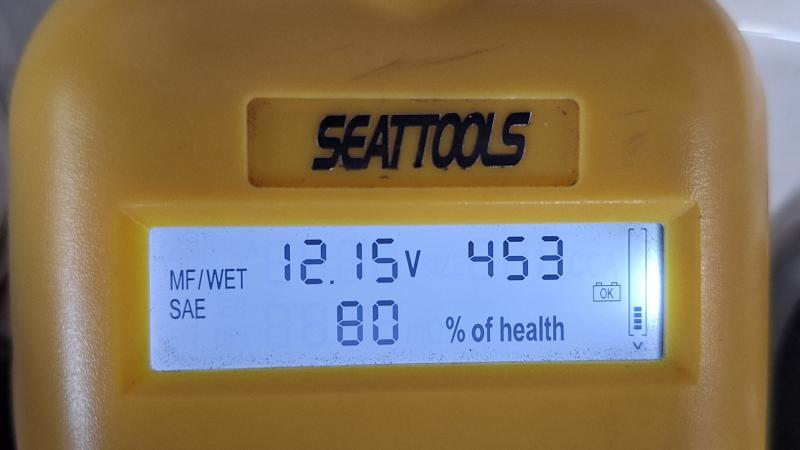 SEATTOOLS
MF/WET 12.15V 453
SAE 80 % of health
OK